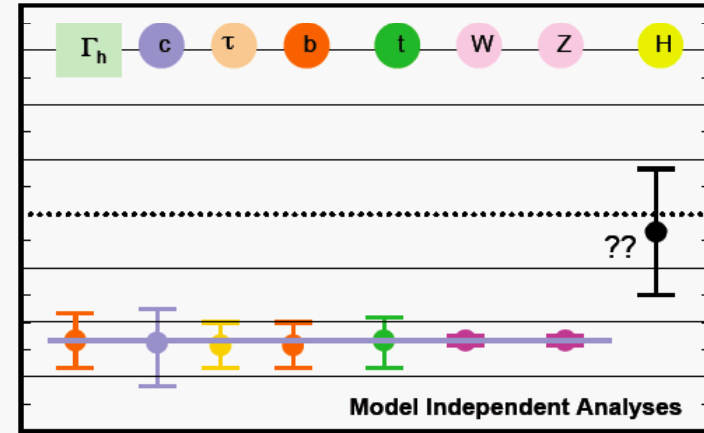 Γh c τ b t W Z H
??
Model Independent Analyses